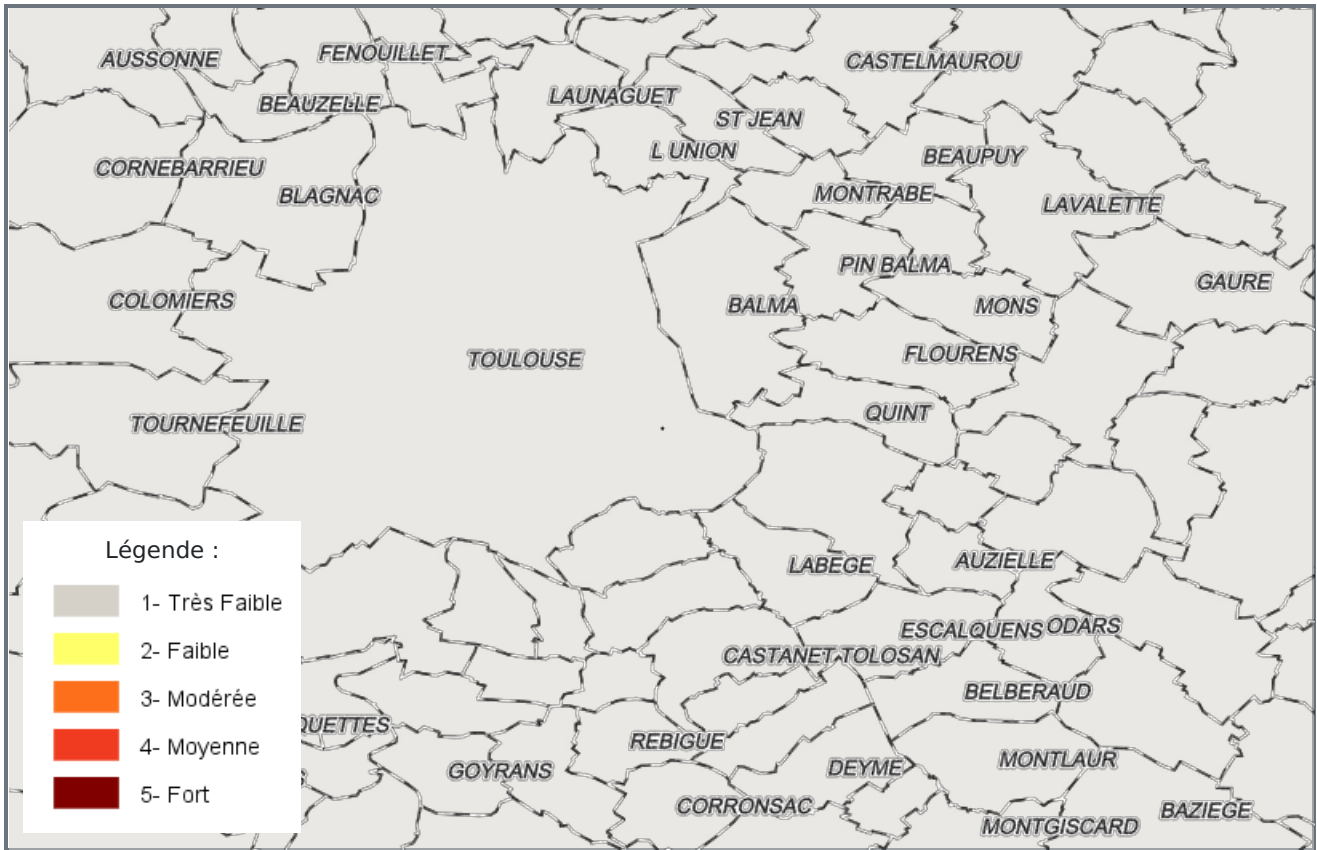 AUSSONNE
FENOUILLET
CASTELMAUROU
BEAUZELLE
LAUNAGUET
ST JEAN
L UNION
BEAUPUY
CORNEBARRIEU
BLAGNAC
MONTRABE
LAVALETTE
PIN BALMA
GAURE
COLOMIERS
BALMA
MONS
TOULOUSE
FLOURENS
TOURNEFEUILLE
QUINT
Légende :
1- Très Faible
2- Faible
3- Modérée
4- Moyenne
5- Fort
LABEGE
AUZIELLE
ESCALQUENS
ODARS
CASTANET TOLOSAN
BELBERAUD
QUETTES
REBIGUE
GOYRANS
DEYME
MONTLAUR
CORRONSAC
MONTGISCARD
BAZIEGE